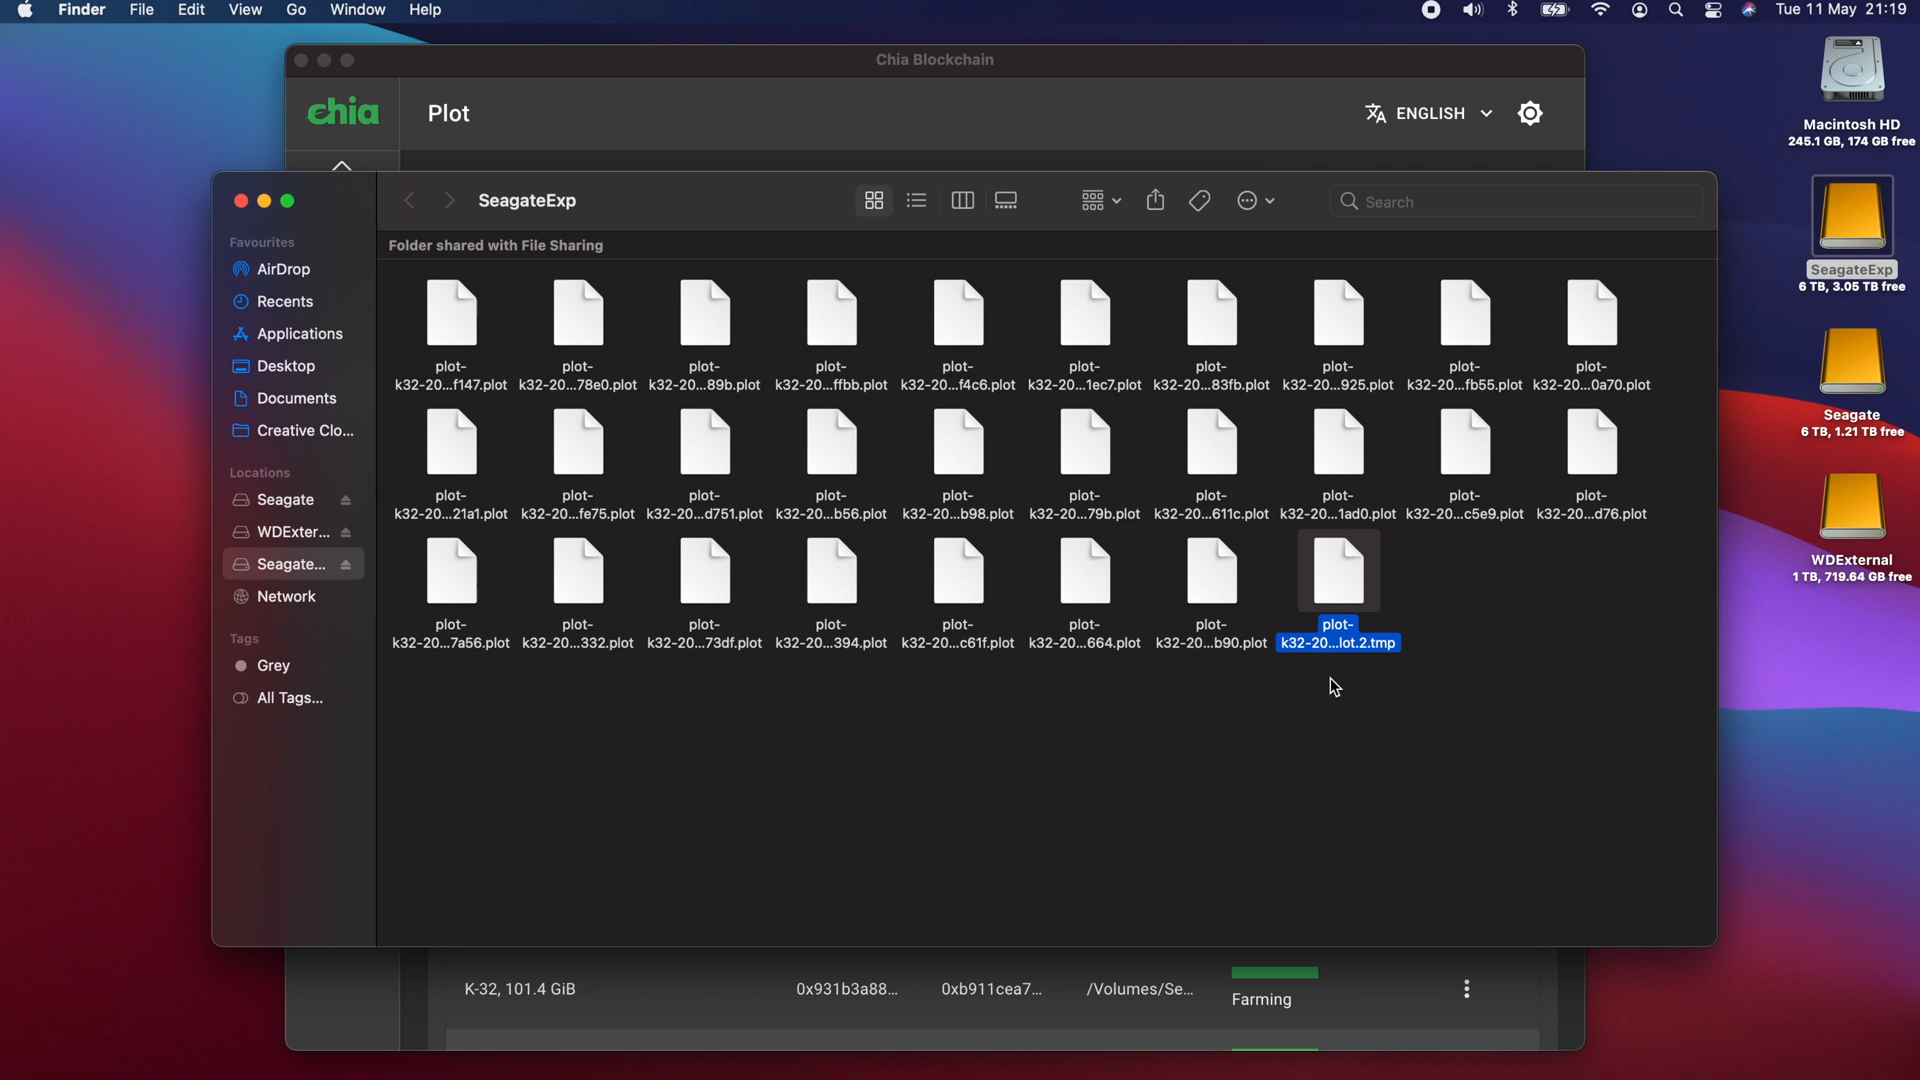 Finder File Edit View Go Window Help Tue 11 May 21:19
Chia Blockchain
chia Plot ENGLISH
Macintosh HD
245.1 GB, 174 GB free
SeagateExp
6 TB, 3.05 TB free
Seagate
6 TB, 1.21 TB free
WDExternal
1 TB, 719.64 GB free
SeagateExp Search
Folder shared with File Sharing
Favourites
AirDrop
Recents
Applications
Desktop
Documents
Creative Clo...
Locations
Seagate
WDExter...
Seagate...
Network
Tags
Grey
All Tags...
plot- plot- plot- plot- plot- plot- plot- plot- plot- plot-
k32-20...f147.plot k32-20...78e0.plot k32-20...89b.plot k32-20...ffbb.plot k32-20...f4c6.plot k32-20...1ec7.plot k32-20...83fb.plot k32-20...925.plot k32-20...fb55.plot k32-20...0a70.plot
plot- plot- plot- plot- plot- plot- plot- plot- plot- plot-
k32-20...21a1.plot k32-20...fe75.plot k32-20...d751.plot k32-20...b56.plot k32-20...b98.plot k32-20...79b.plot k32-20...611c.plot k32-20...1ad0.plot k32-20...c5e9.plot k32-20...d76.plot
plot- plot- plot- plot- plot- plot- plot- plot-
k32-20...7a56.plot k32-20...332.plot k32-20...73df.plot k32-20...394.plot k32-20...c61f.plot k32-20...664.plot k32-20...b90.plot k32-20...lot.2.tmp
K-32, 101.4 GiB 0x931b3a88... 0xb911cea7... /Volumes/Se... Farming